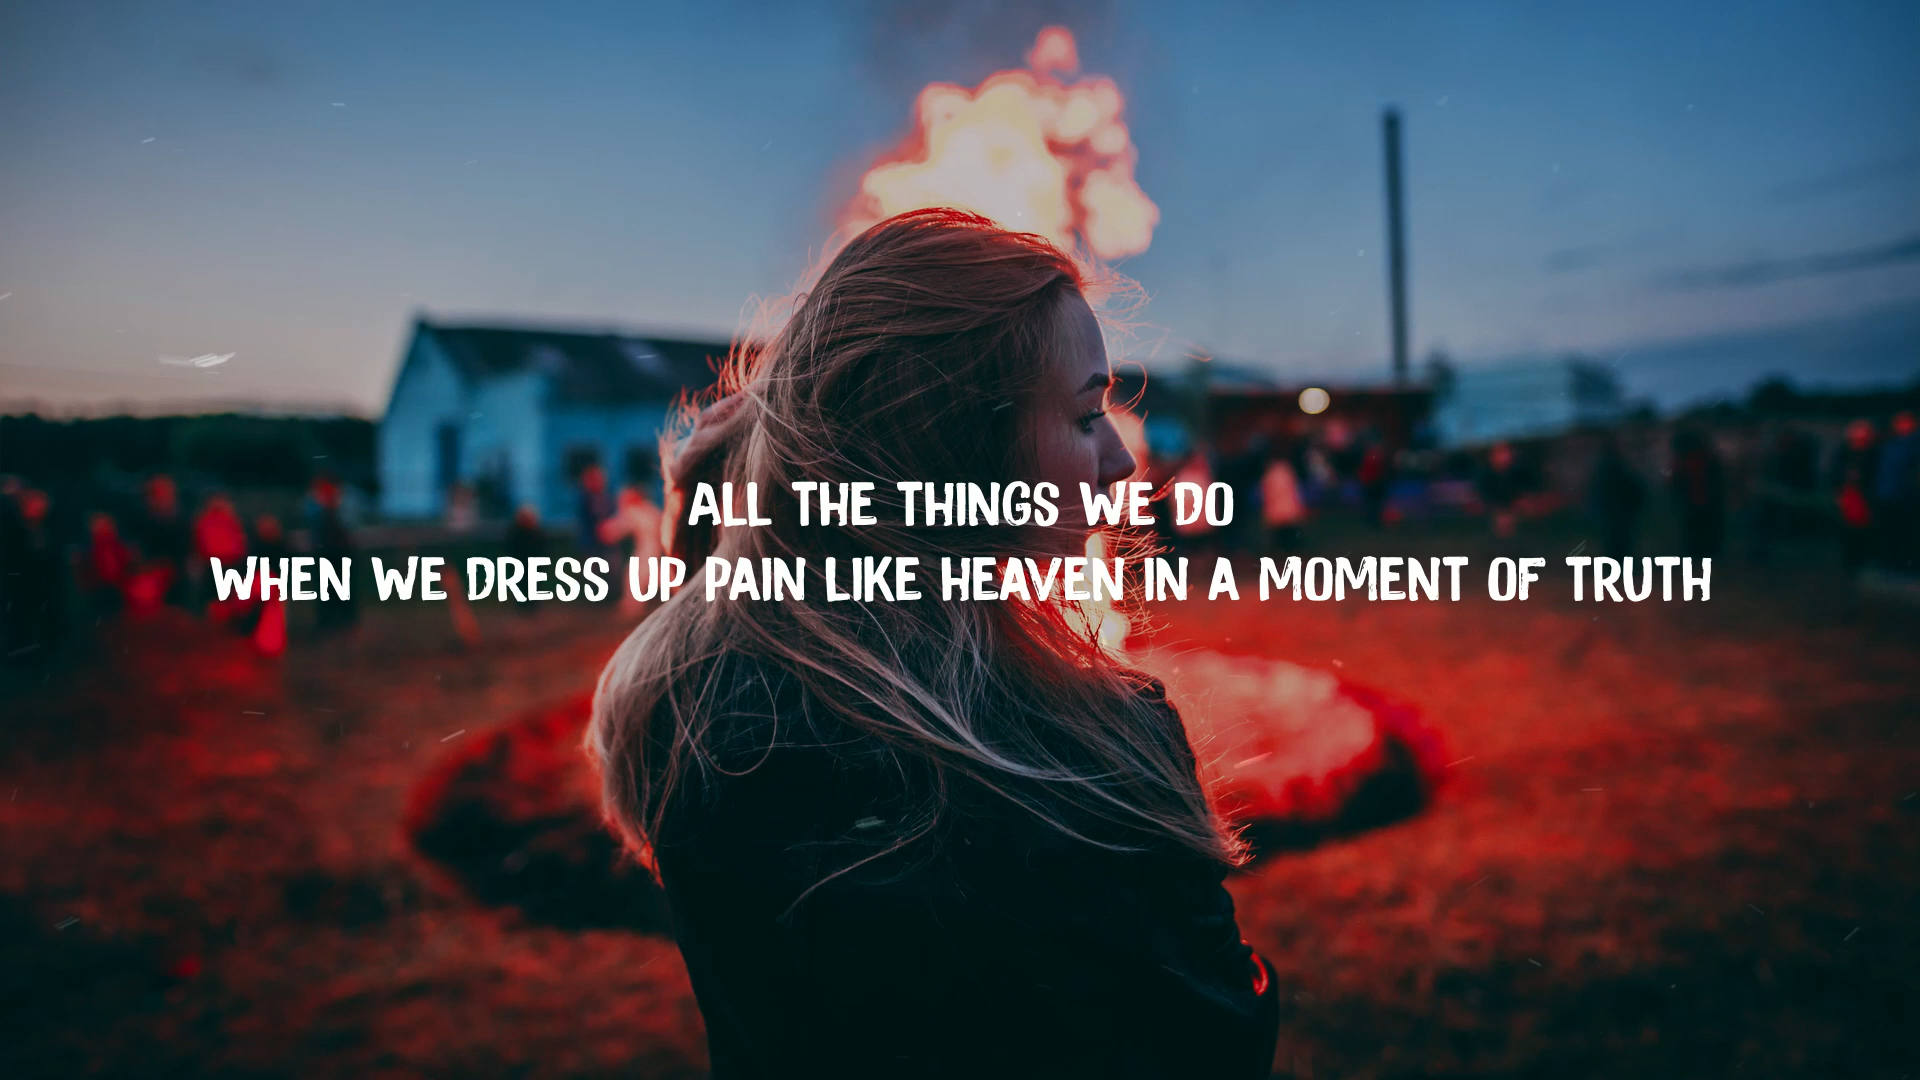 ALL THE THINGS WE DO
WHEN WE DRESS UP PAIN LIKE HEAVEN IN A MOMENT OF TRUTH